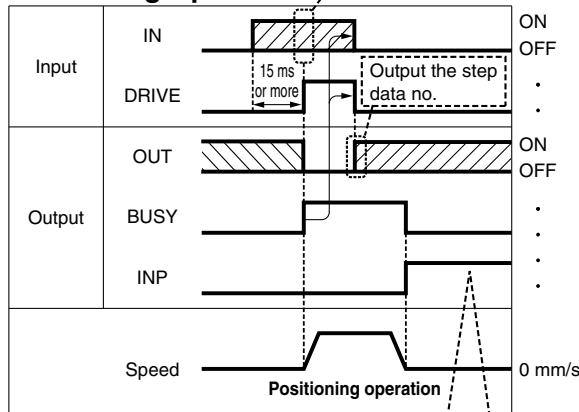 IN
ON
OFF
Input
15 ms
or more
Output the step
data no.
DRIVE
OUT
ON
OFF
Output
BUSY
INP
Speed
0 mm/s
Positioning operation